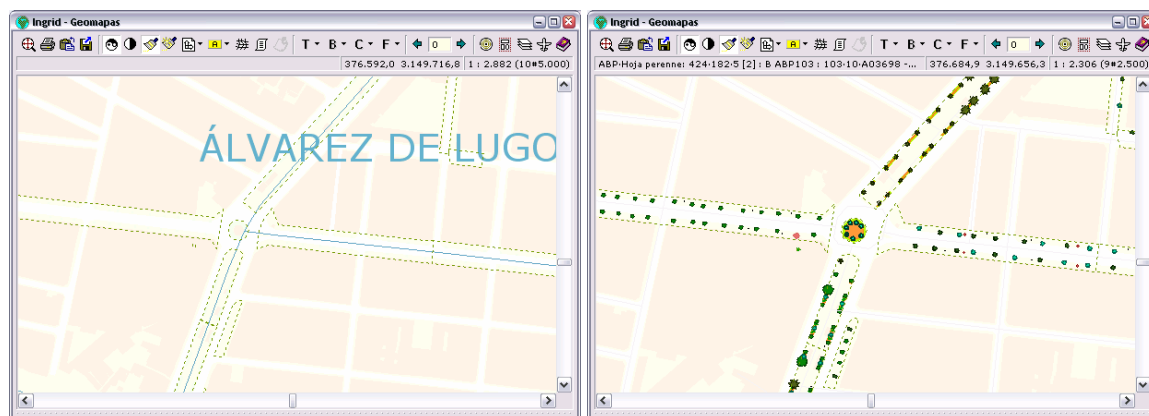 Ingrid - Geomapas
T B C F 0
376.592,0 3.149.716,8 1 : 2.882 (10#5.000)
ÁLVAREZ DE LUGO
Ingrid - Geomapas
T B C F 0
ABP·Hoja perenne: 424·182·5 [2] : B ABP103 : 103·10·A03698 -... 376.684,9 3.149.656,3 1 : 2.306 (9#2.500)